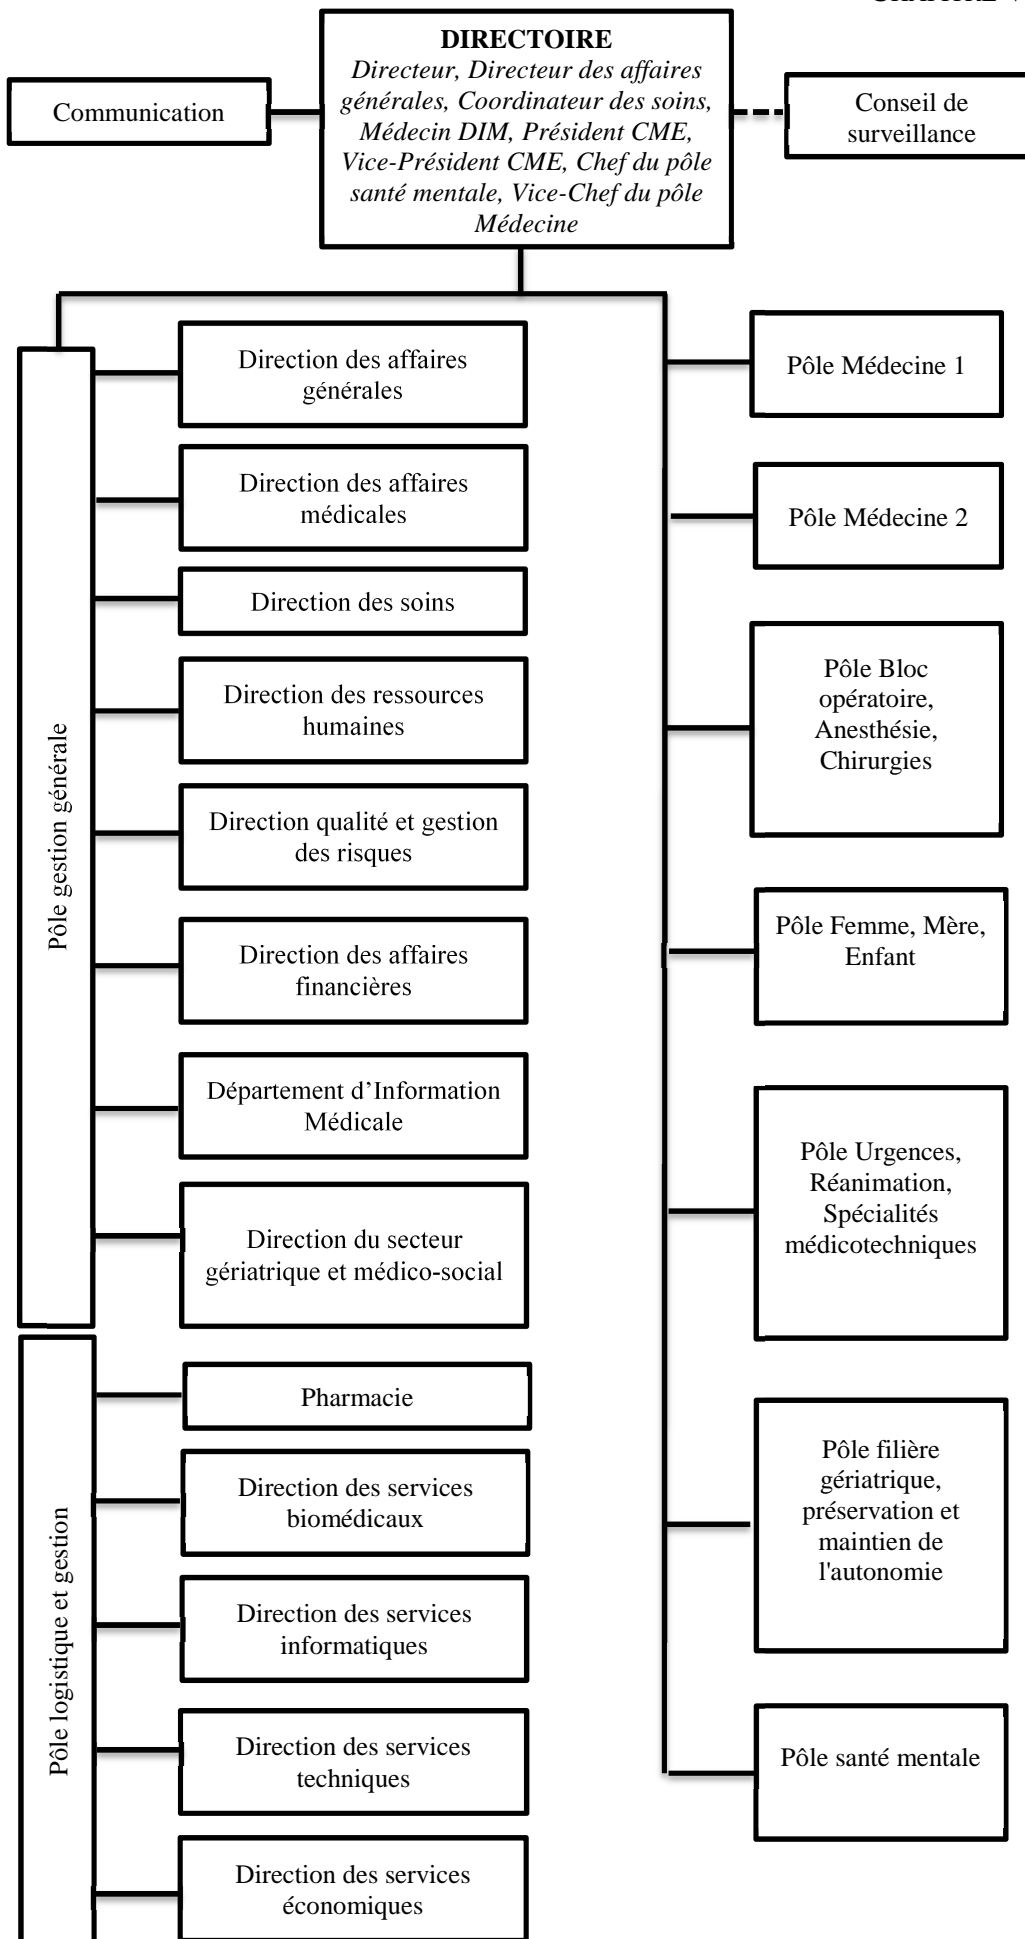 DIRECTOIRE
Directeur, Directeur des affaires
générales, Coordinateur des soins,
Médecin DIM, Président CME,
Vice-Président CME, Chef du pôle
santé mentale, Vice-Chef du pôle
Médecine
Communication
Conseil de
surveillance
Pôle gestion générale
Direction des affaires
générales
Direction des affaires
médicales
Direction des soins
Direction des ressources
humaines
Direction qualité et gestion
des risques
Direction des affaires
financières
Département d’Information
Médicale
Direction du secteur
gériatrique et médico-social
Pôle logistique et gestion
Pharmacie
Direction des services
biomédicaux
Direction des services
informatiques
Direction des services
techniques
Direction des services
économiques
Pôle Médecine 1
Pôle Médecine 2
Pôle Bloc
opératoire,
Anesthésie,
Chirurgies
Pôle Femme, Mère,
Enfant
Pôle Urgences,
Réanimation,
Spécialités
médicotechniques
Pôle filière
gériatrique,
préservation et
maintien de
l'autonomie
Pôle santé mentale